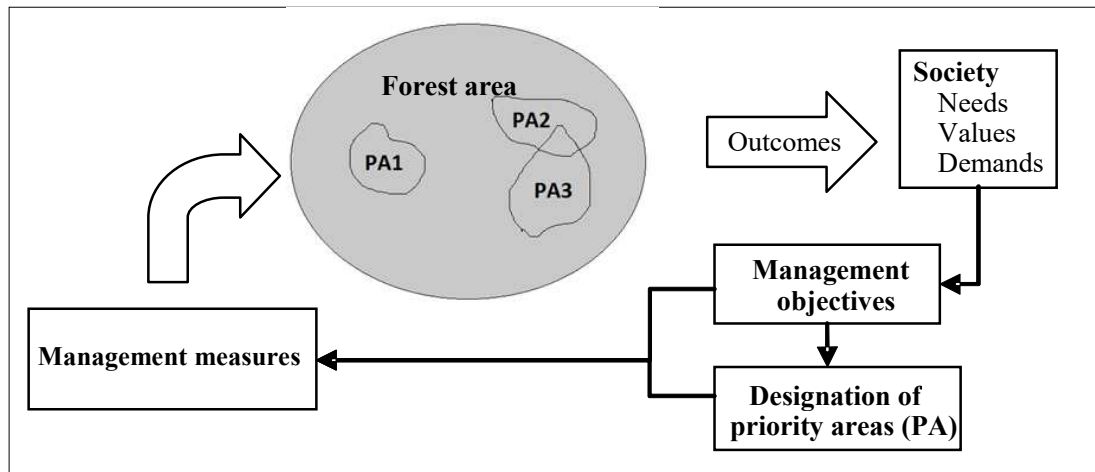 Forest area
PA1
PA2
PA3
Outcomes
Society
Needs
Values
Demands
Management
objectives
Designation of
priority areas (PA)
Management measures